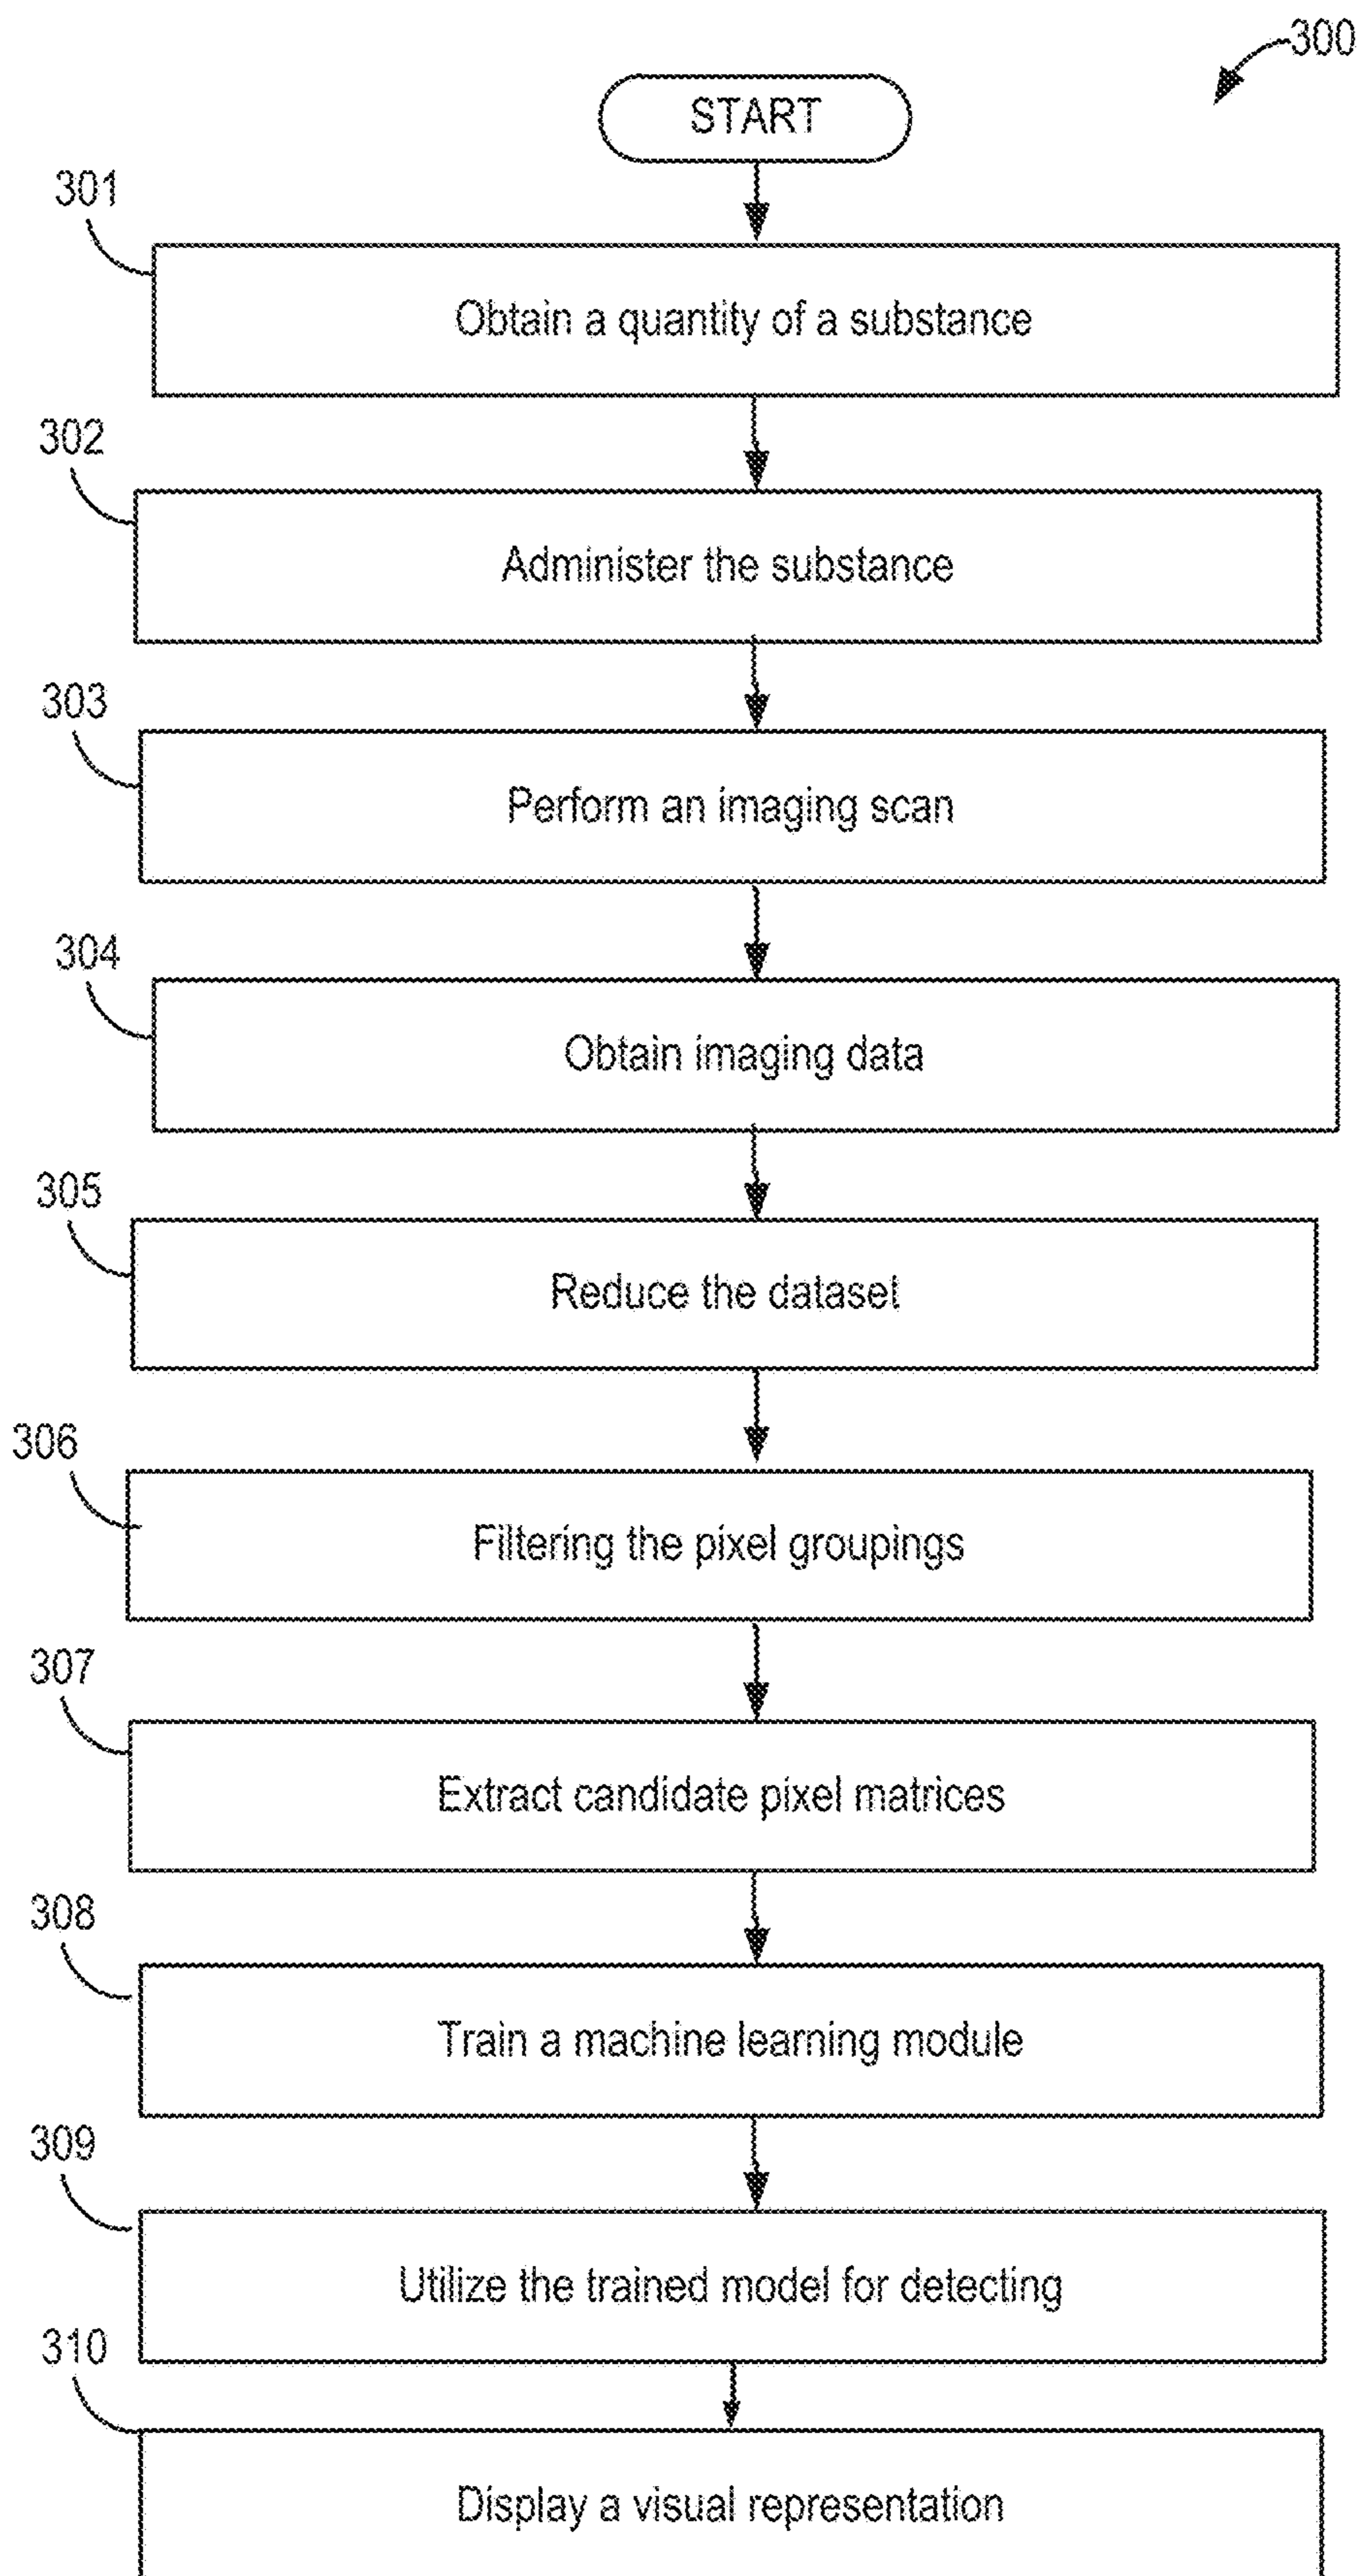 300
START
301
Obtain a quantity of a substance
302
Administer the substance
303
Perform an imaging scan
304
Obtain imaging data
305
Reduce the dataset
306
Filtering the pixel groupings
307
Extract candidate pixel matrices
308
Train a machine learning module
309
Utilize the trained model for detecting
310
Display a visual representation